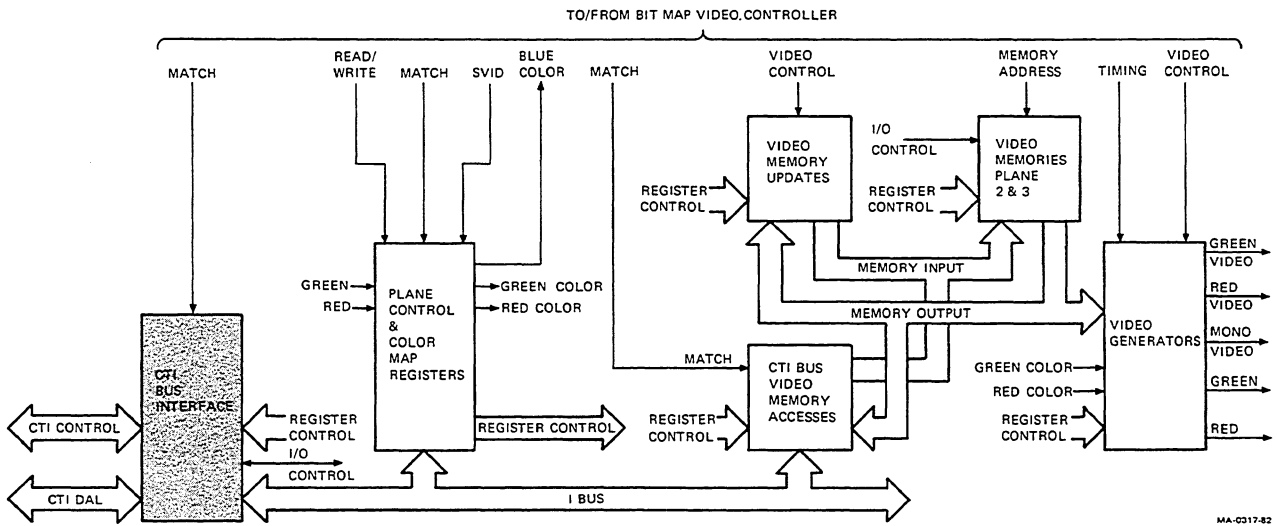 TO/FROM BIT MAP VIDEO.CONTROLLER
MATCH
READ/
WRITE
MATCH
SVID
BLUE
COLOR
MATCH
VIDEO
CONTROL
MEMORY
ADDRESS
TIMING
VIDEO
CONTROL
I/O
CONTROL
VIDEO
MEMORY
UPDATES
VIDEO
MEMORIES
PLANE
2 & 3
REGISTER
CONTROL
REGISTER
CONTROL
MEMORY INPUT
MEMORY OUTPUT
GREEN
RED
PLANE
CONTROL
&
COLOR
MAP
REGISTERS
GREEN COLOR
RED COLOR
GREEN
VIDEO
RED
VIDEO
MONO
VIDEO
GREEN
RED
VIDEO
GENERATORS
GREEN COLOR
RED COLOR
REGISTER
CONTROL
MATCH
CTI BUS
VIDEO
MEMORY
ACCESSES
REGISTER
CONTROL
CTI
BUS
INTERFACE
CTI CONTROL
REGISTER
CONTROL
REGISTER CONTROL
I/O
CONTROL
CTI DAL
I BUS
MA-0317-82